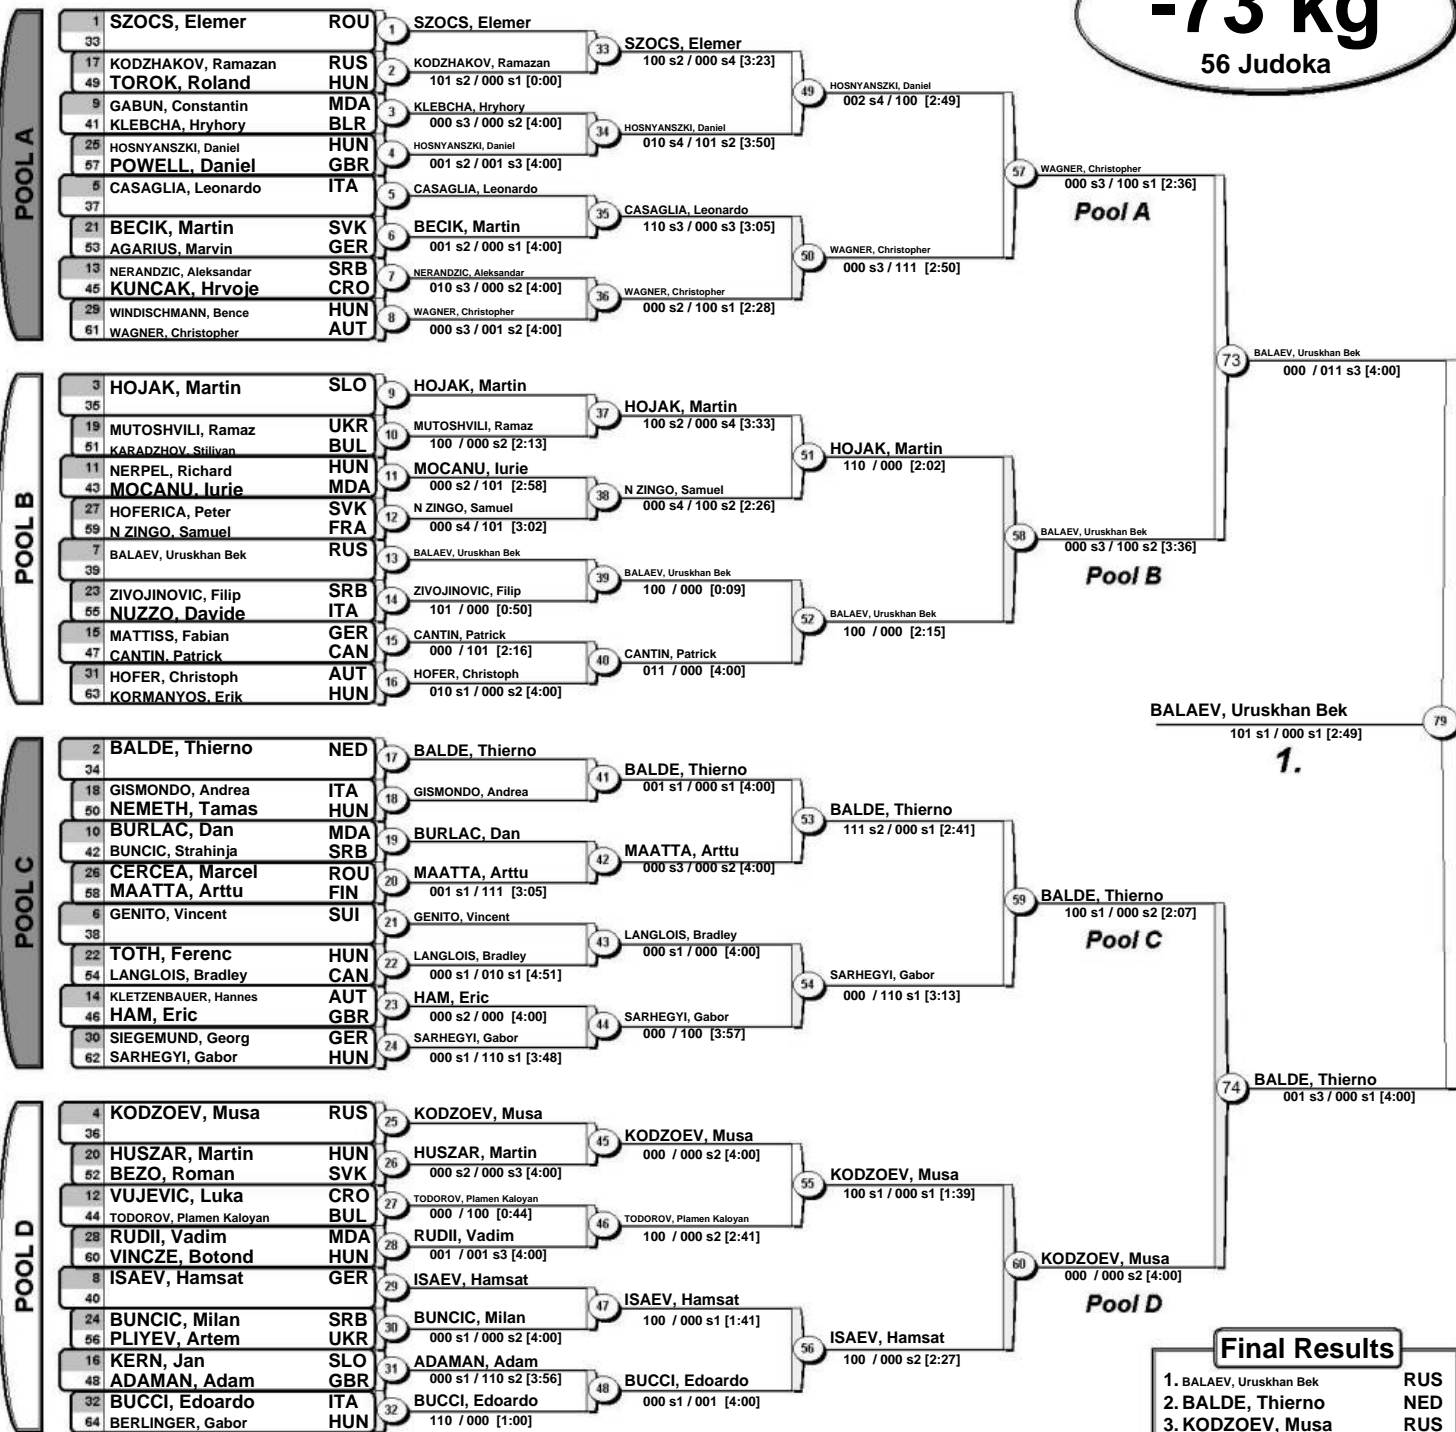 -73 kg
56 Judoka
POOL A
1 SZOCS, Elemer ROU
33
17 KODZHAKOV, Ramazan RUS
49 TOROK, Roland HUN
9 GABUN, Constantin MDA
41 KLEBCHA, Hryhory BLR
25 HOSNYANSZKI, Daniel HUN
57 POWELL, Daniel GBR
5 CASAGLIA, Leonardo ITA
37
21 BECIK, Martin SVK
53 AGARIUS, Marvin GER
13 NERANDZIC, Aleksandar SRB
45 KUNCAK, Hrvoje CRO
29 WINDISCHMANN, Bence HUN
61 WAGNER, Christopher AUT
1 SZOCS, Elemer
2 KODZHAKOV, Ramazan
101 s2 / 000 s1 [0:00]
3 KLEBCHA, Hryhory
000 s3 / 000 s2 [4:00]
4 HOSNYANSZKI, Daniel
001 s2 / 001 s3 [4:00]
5 CASAGLIA, Leonardo
6 BECIK, Martin
001 s2 / 000 s1 [4:00]
7 NERANDZIC, Aleksandar
010 s3 / 000 s2 [4:00]
8 WAGNER, Christopher
000 s3 / 001 s2 [4:00]
33 SZOCS, Elemer
100 s2 / 000 s4 [3:23]
34 HOSNYANSZKI, Daniel
010 s4 / 101 s2 [3:50]
35 CASAGLIA, Leonardo
110 s3 / 000 s3 [3:05]
36 WAGNER, Christopher
000 s2 / 100 s1 [2:28]
49 HOSNYANSZKI, Daniel
002 s4 / 100 [2:49]
50 WAGNER, Christopher
000 s3 / 111 [2:50]
57 WAGNER, Christopher
000 s3 / 100 s1 [2:36]
Pool A
POOL B
3 HOJAK, Martin SLO
35
19 MUTOSHVILI, Ramaz UKR
51 KARADZHOV, Stiliyan BUL
11 NERPEL, Richard HUN
43 MOCANU, Iurie MDA
27 HOFERICA, Peter SVK
59 N ZINGO, Samuel FRA
7 BALAEV, Uruskhan Bek RUS
39
23 ZIVOJINOVIC, Filip SRB
55 NUZZO, Davide ITA
15 MATTISS, Fabian GER
47 CANTIN, Patrick CAN
31 HOFER, Christoph AUT
63 KORMANYOS, Erik HUN
9 HOJAK, Martin
10 MUTOSHVILI, Ramaz
100 / 000 s2 [2:13]
11 MOCANU, Iurie
000 s2 / 101 [2:58]
12 N ZINGO, Samuel
000 s4 / 101 [3:02]
13 BALAEV, Uruskhan Bek
14 ZIVOJINOVIC, Filip
101 / 000 [0:50]
15 CANTIN, Patrick
000 / 101 [2:16]
16 HOFER, Christoph
010 s1 / 000 s2 [4:00]
37 HOJAK, Martin
100 s2 / 000 s4 [3:33]
38 N ZINGO, Samuel
000 s4 / 100 s2 [2:26]
39 BALAEV, Uruskhan Bek
100 / 000 [0:09]
40 CANTIN, Patrick
011 / 000 [4:00]
51 HOJAK, Martin
110 / 000 [2:02]
52 BALAEV, Uruskhan Bek
100 / 000 [2:15]
58 BALAEV, Uruskhan Bek
000 s3 / 100 s2 [3:36]
Pool B
73 BALAEV, Uruskhan Bek
000 / 011 s3 [4:00]
BALAEV, Uruskhan Bek 79
101 s1 / 000 s1 [2:49]
1.
POOL C
2 BALDE, Thierno NED
34
18 GISMONDO, Andrea ITA
50 NEMETH, Tamas HUN
10 BURLAC, Dan MDA
42 BUNCIC, Strahinja SRB
26 CERCEA, Marcel ROU
58 MAATTA, Arttu FIN
6 GENITO, Vincent SUI
38
22 TOTH, Ferenc HUN
54 LANGLOIS, Bradley CAN
14 KLETZENBAUER, Hannes AUT
46 HAM, Eric GBR
30 SIEGEMUND, Georg GER
62 SARHEGYI, Gabor HUN
17 BALDE, Thierno
18 GISMONDO, Andrea
19 BURLAC, Dan
20 MAATTA, Arttu
001 s1 / 111 [3:05]
21 GENITO, Vincent
22 LANGLOIS, Bradley
000 s1 / 010 s1 [4:51]
23 HAM, Eric
000 s2 / 000 [4:00]
24 SARHEGYI, Gabor
000 s1 / 110 s1 [3:48]
41 BALDE, Thierno
001 s1 / 000 s1 [4:00]
42 MAATTA, Arttu
000 s3 / 000 s2 [4:00]
43 LANGLOIS, Bradley
000 s1 / 000 [4:00]
44 SARHEGYI, Gabor
000 / 100 [3:57]
53 BALDE, Thierno
111 s2 / 000 s1 [2:41]
54 SARHEGYI, Gabor
000 / 110 s1 [3:13]
59 BALDE, Thierno
100 s1 / 000 s2 [2:07]
Pool C
74 BALDE, Thierno
001 s3 / 000 s1 [4:00]
POOL D
4 KODZOEV, Musa RUS
36
20 HUSZAR, Martin HUN
52 BEZO, Roman SVK
12 VUJEVIC, Luka CRO
44 TODOROV, Plamen Kaloyan BUL
28 RUDII, Vadim MDA
60 VINCZE, Botond HUN
8 ISAEV, Hamsat GER
40
24 BUNCIC, Milan SRB
56 PLIYEV, Artem UKR
16 KERN, Jan SLO
48 ADAMAN, Adam GBR
32 BUCCI, Edoardo ITA
64 BERLINGER, Gabor HUN
25 KODZOEV, Musa
26 HUSZAR, Martin
000 s2 / 000 s3 [4:00]
27 TODOROV, Plamen Kaloyan
000 / 100 [0:44]
28 RUDII, Vadim
001 / 001 s3 [4:00]
29 ISAEV, Hamsat
30 BUNCIC, Milan
000 s1 / 000 s2 [4:00]
31 ADAMAN, Adam
000 s1 / 110 s2 [3:56]
32 BUCCI, Edoardo
110 / 000 [1:00]
45 KODZOEV, Musa
000 / 000 s2 [4:00]
46 TODOROV, Plamen Kaloyan
100 / 000 s2 [2:41]
47 ISAEV, Hamsat
100 / 000 s1 [1:41]
48 BUCCI, Edoardo
000 s1 / 001 [4:00]
55 KODZOEV, Musa
100 s1 / 000 s1 [1:39]
56 ISAEV, Hamsat
100 / 000 s2 [2:27]
60 KODZOEV, Musa
000 / 000 s2 [4:00]
Pool D
Final Results
1. BALAEV, Uruskhan Bek RUS
2. BALDE, Thierno NED
3. KODZOEV, Musa RUS